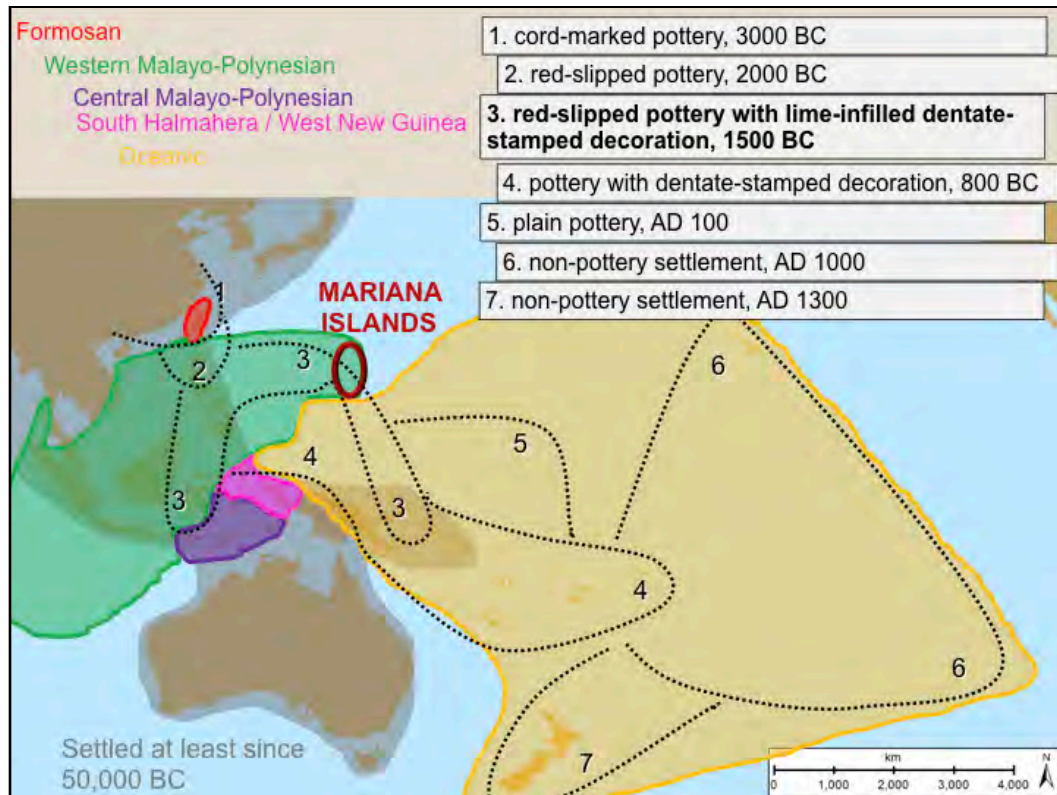 Formosan
Western Malayo-Polynesian
Central Malayo-Polynesian
South Halmahera / West New Guinea
Oceanic
1. cord-marked pottery, 3000 BC
2. red-slipped pottery, 2000 BC
3. red-slipped pottery with lime-infilled dentate-
stamped decoration, 1500 BC
4. pottery with dentate-stamped decoration, 800 BC
5. plain pottery, AD 100
6. non-pottery settlement, AD 1000
7. non-pottery settlement, AD 1300
1
MARIANA
ISLANDS
2
3
6
5
4
3
3
4
6
7
Settled at least since
50,000 BC
km
N
0 1,000 2,000 3,000 4,000